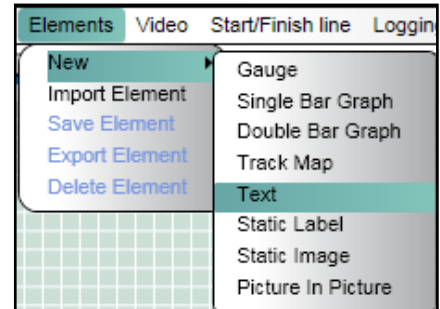 Elements Video Start/Finish line
New
Import Element
Save Element
Export Element
Delete Element
Gauge
Single Bar Graph
Double Bar Graph
Track Map
Text
Static Label
Static Image
Picture In Picture